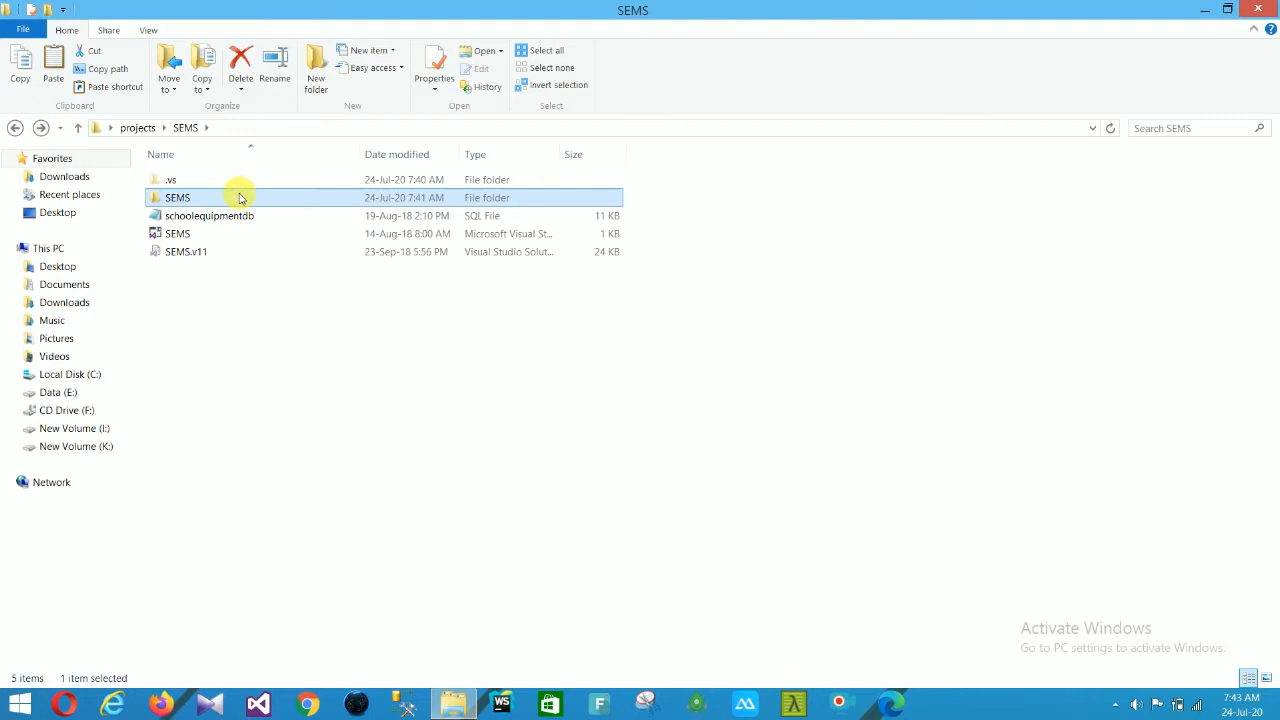 SEMS
File
Home
Share
View
Copy
Paste
Cut
Copy path
Paste shortcut
Clipboard
Move
to
Copy
to
Delete
Rename
Organize
New
folder
New item
Easy access
New
Properties
Open
Edit
History
Open
Select all
Select none
Invert selection
Select
projects
SEMS
Search SEMS
Name
Date modified
Type
Size
.vs
24-Jul-20 7:40 AM
File folder
SEMS
24-Jul-20 7:41 AM
File folder
schoolequipmentdb
19-Aug-18 2:10 PM
SQL File
11 KB
SEMS
14-Aug-18 8:00 AM
Microsoft Visual St...
1 KB
SEMS.v11
23-Sep-18 5:56 PM
Visual Studio Solut...
24 KB
Favorites
Downloads
Recent places
Desktop
This PC
Desktop
Documents
Downloads
Music
Pictures
Videos
Local Disk (C:)
Data (E:)
CD Drive (F:)
New Volume (I:)
New Volume (K:)
Network
Activate Windows
Go to PC settings to activate Windows.
5 items
1 item selected
WS
F
7:43 AM
24-Jul-20